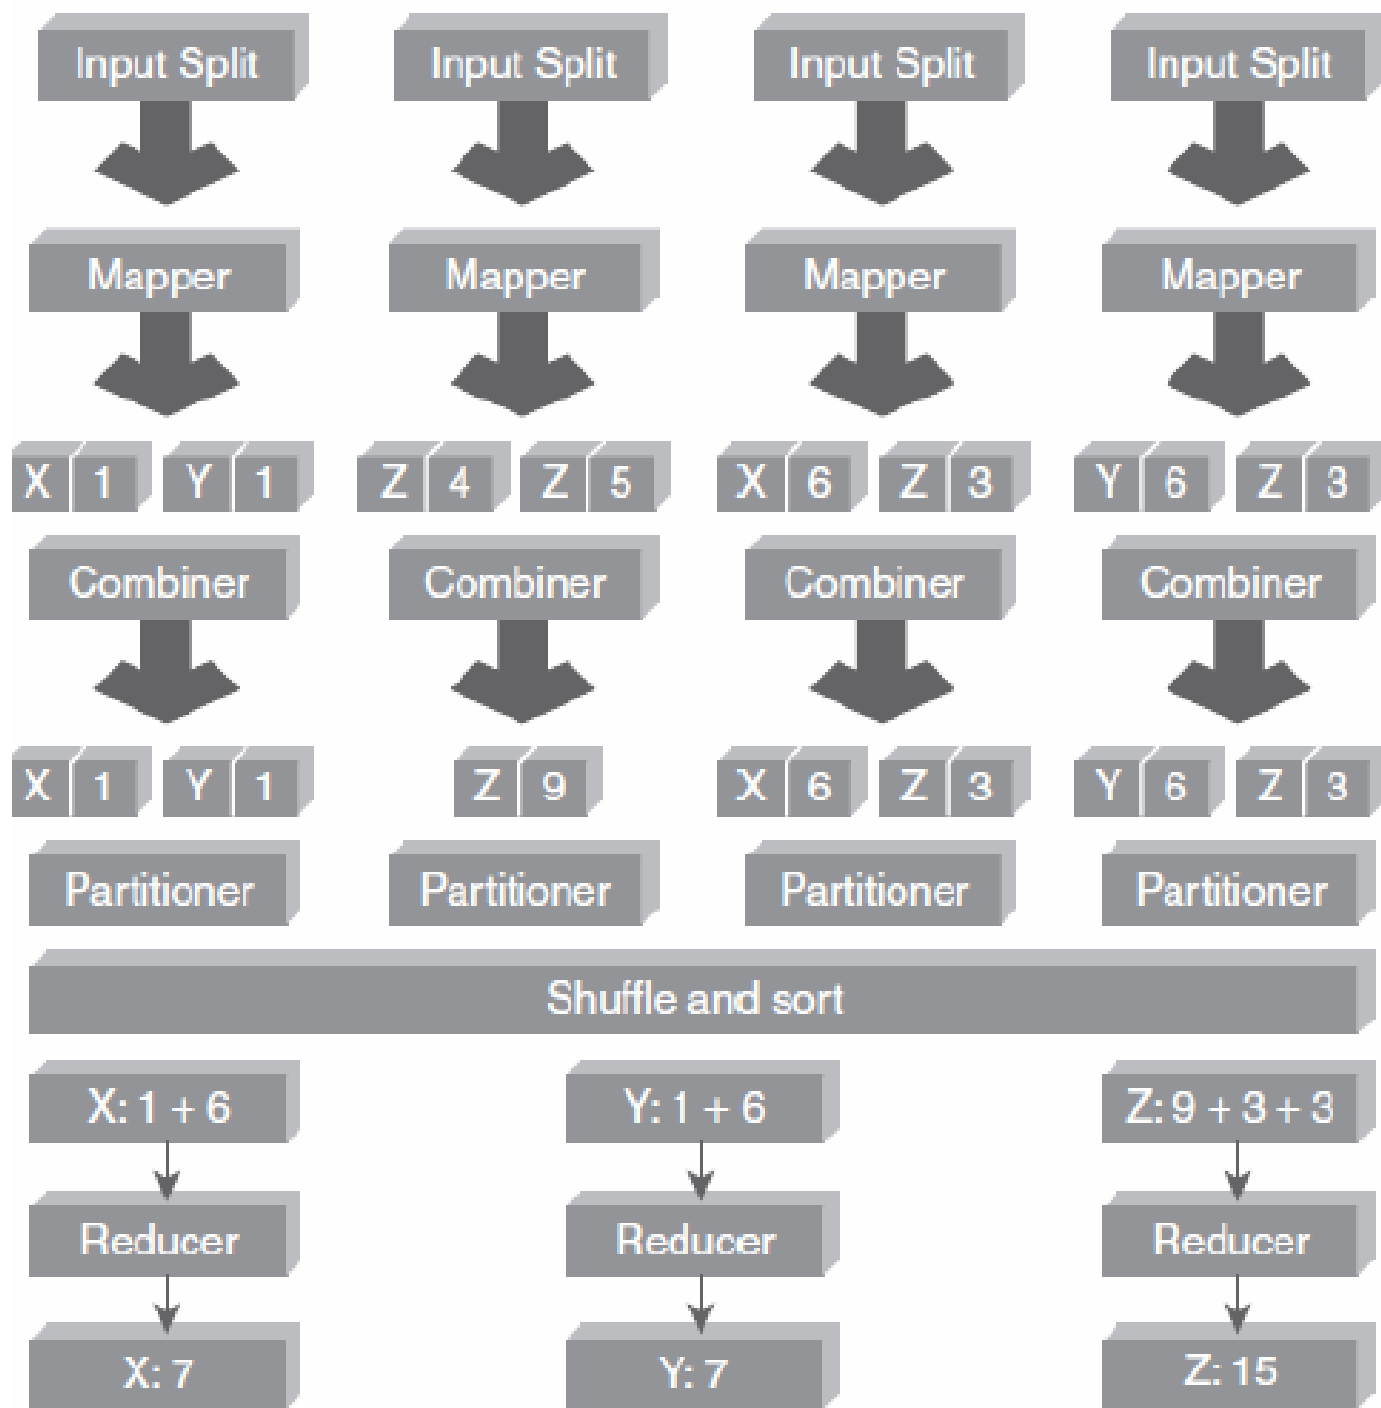 Input Split Input Split Input Split Input Split
Mapper Mapper Mapper Mapper
X 1 Y 1 Z 4 Z 5 X 6 Z 3 Y 6 Z 3
Combiner Combiner Combiner Combiner
X 1 Y 1 Z 9 X 6 Z 3 Y 6 Z 3
Partitioner Partitioner Partitioner Partitioner
Shuffle and sort
X: 1 + 6 Y: 1 + 6 Z: 9 + 3 + 3
Reducer Reducer Reducer
X: 7 Y: 7 Z: 15